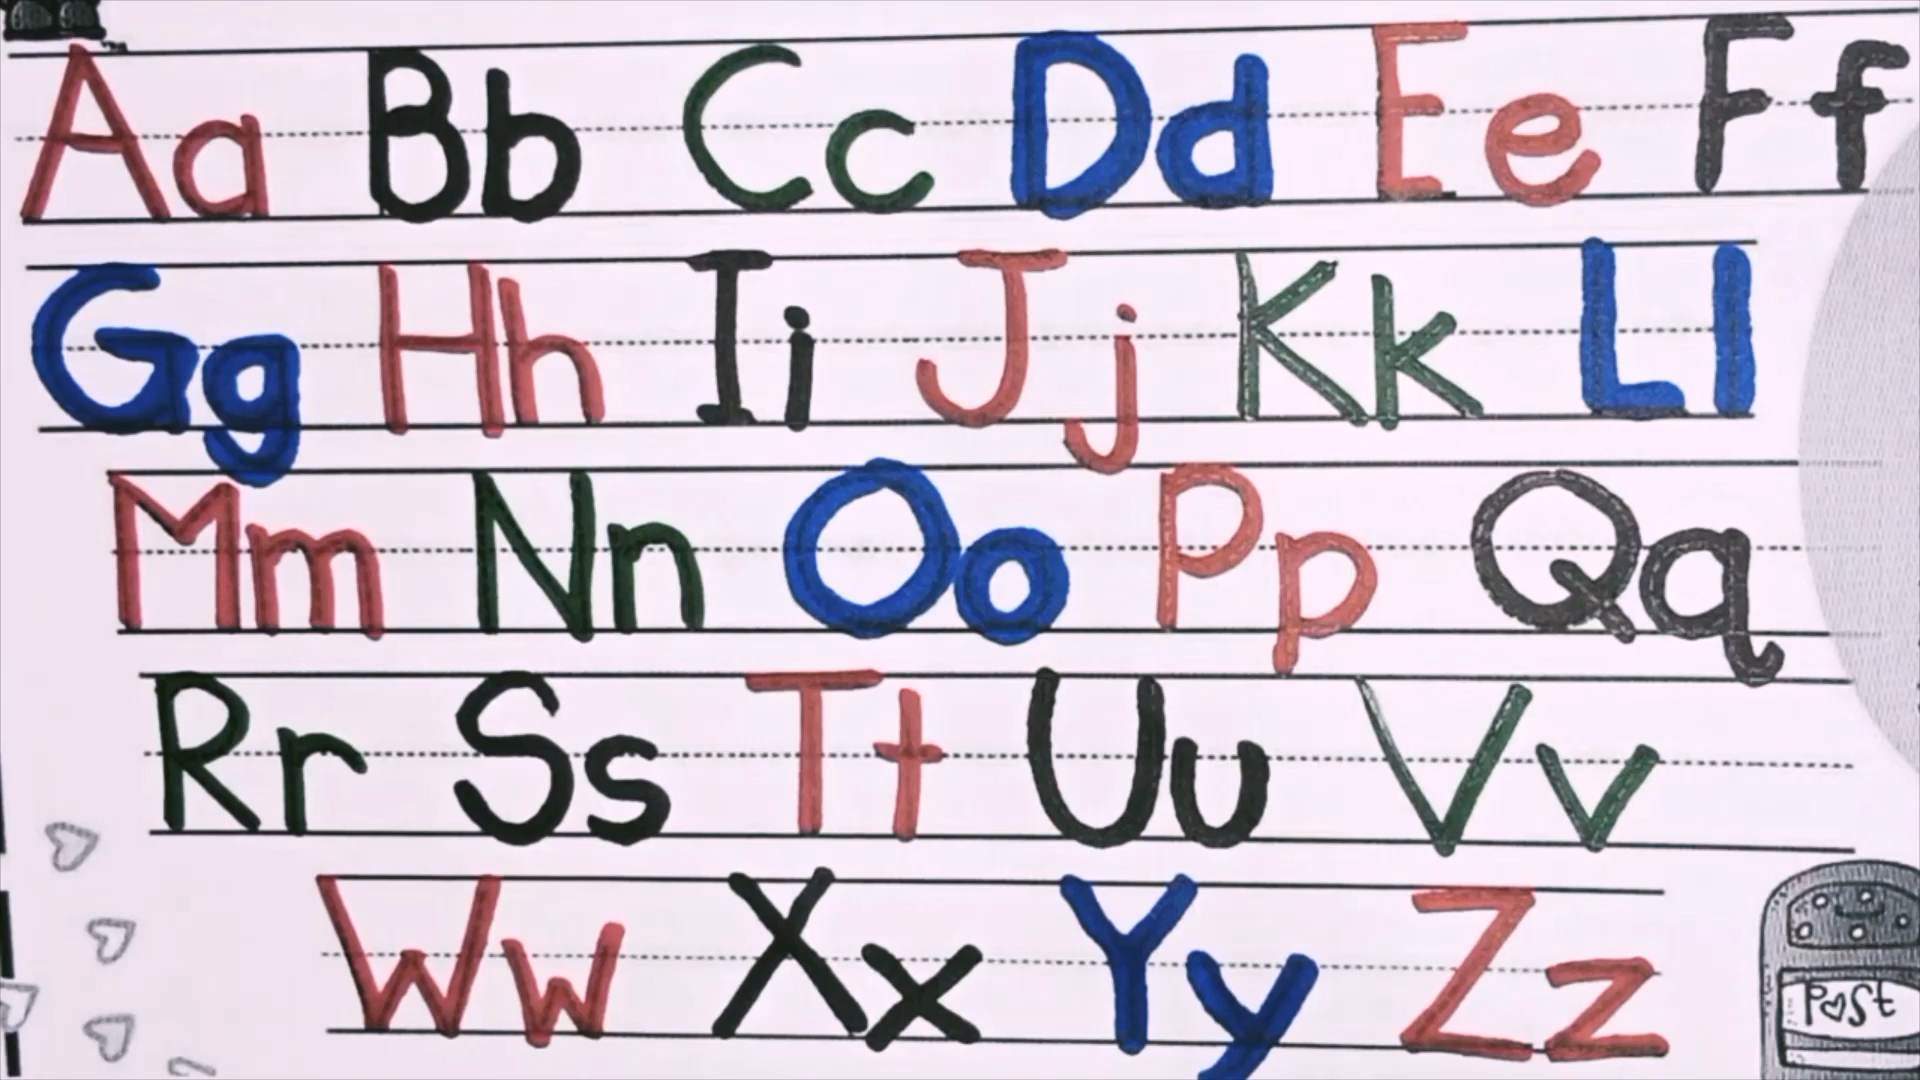 Aa Bb Cc Dd Ee Ff
Gg Hh Ii Jj Kk Ll
Mm Nn Oo Pp Qq
Rr Ss Tt Uu Vv
Ww Xx Yy Zz
Post